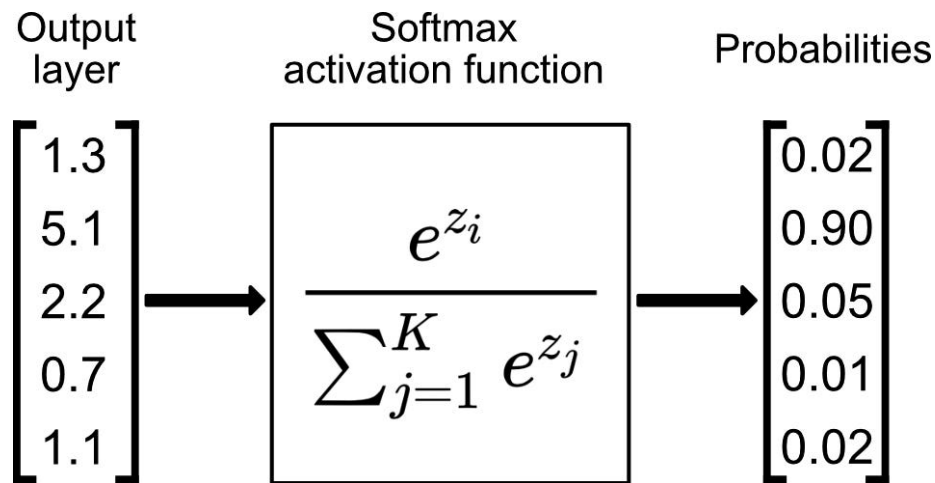 Output
layer
Softmax
activation function
Probabilities
1.3
5.1
2.2
0.7
1.1
e^{z_i}
∑_{j=1}^{K} e^{z_j}
0.02
0.90
0.05
0.01
0.02